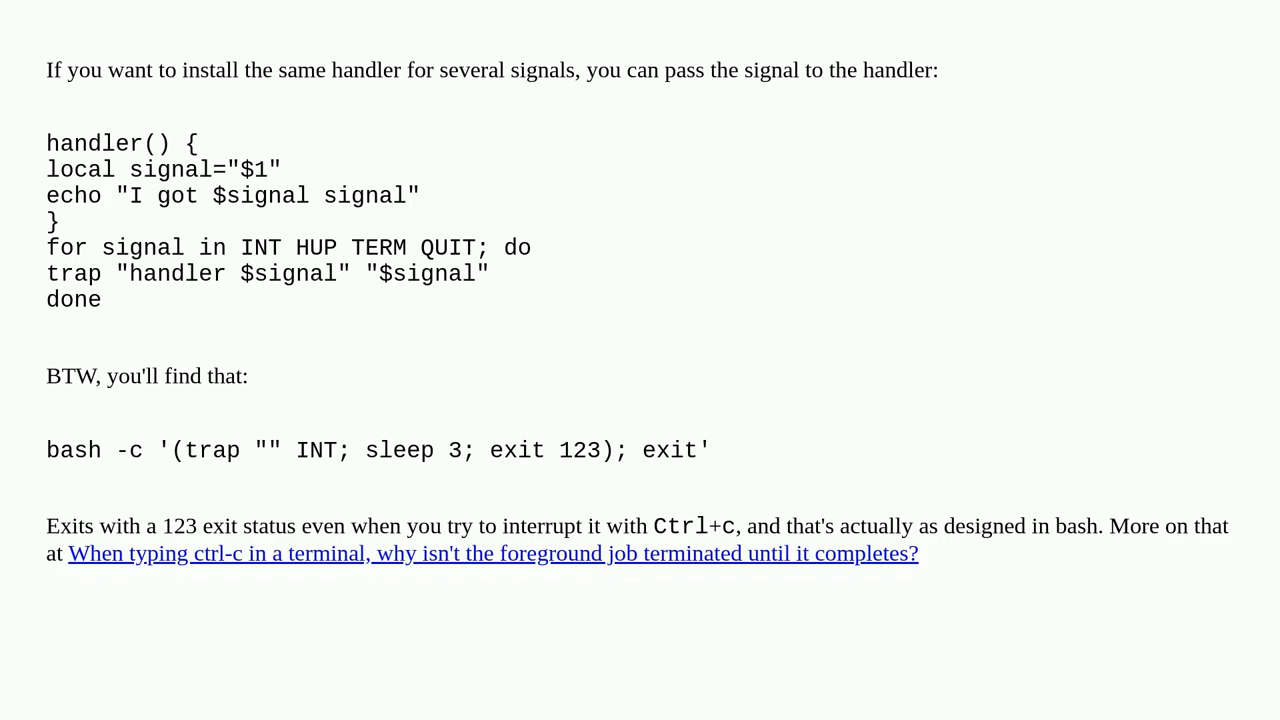 If you want to install the same handler for several signals, you can pass the signal to the handler:
handler() {
local signal="$1"
echo "I got $signal signal"
}
for signal in INT HUP TERM QUIT; do
trap "handler $signal" "$signal"
done
BTW, you'll find that:
bash -c '(trap "" INT; sleep 3; exit 123); exit'
Exits with a 123 exit status even when you try to interrupt it with Ctrl+c, and that's actually as designed in bash. More on that
at When typing ctrl-c in a terminal, why isn't the foreground job terminated until it completes?